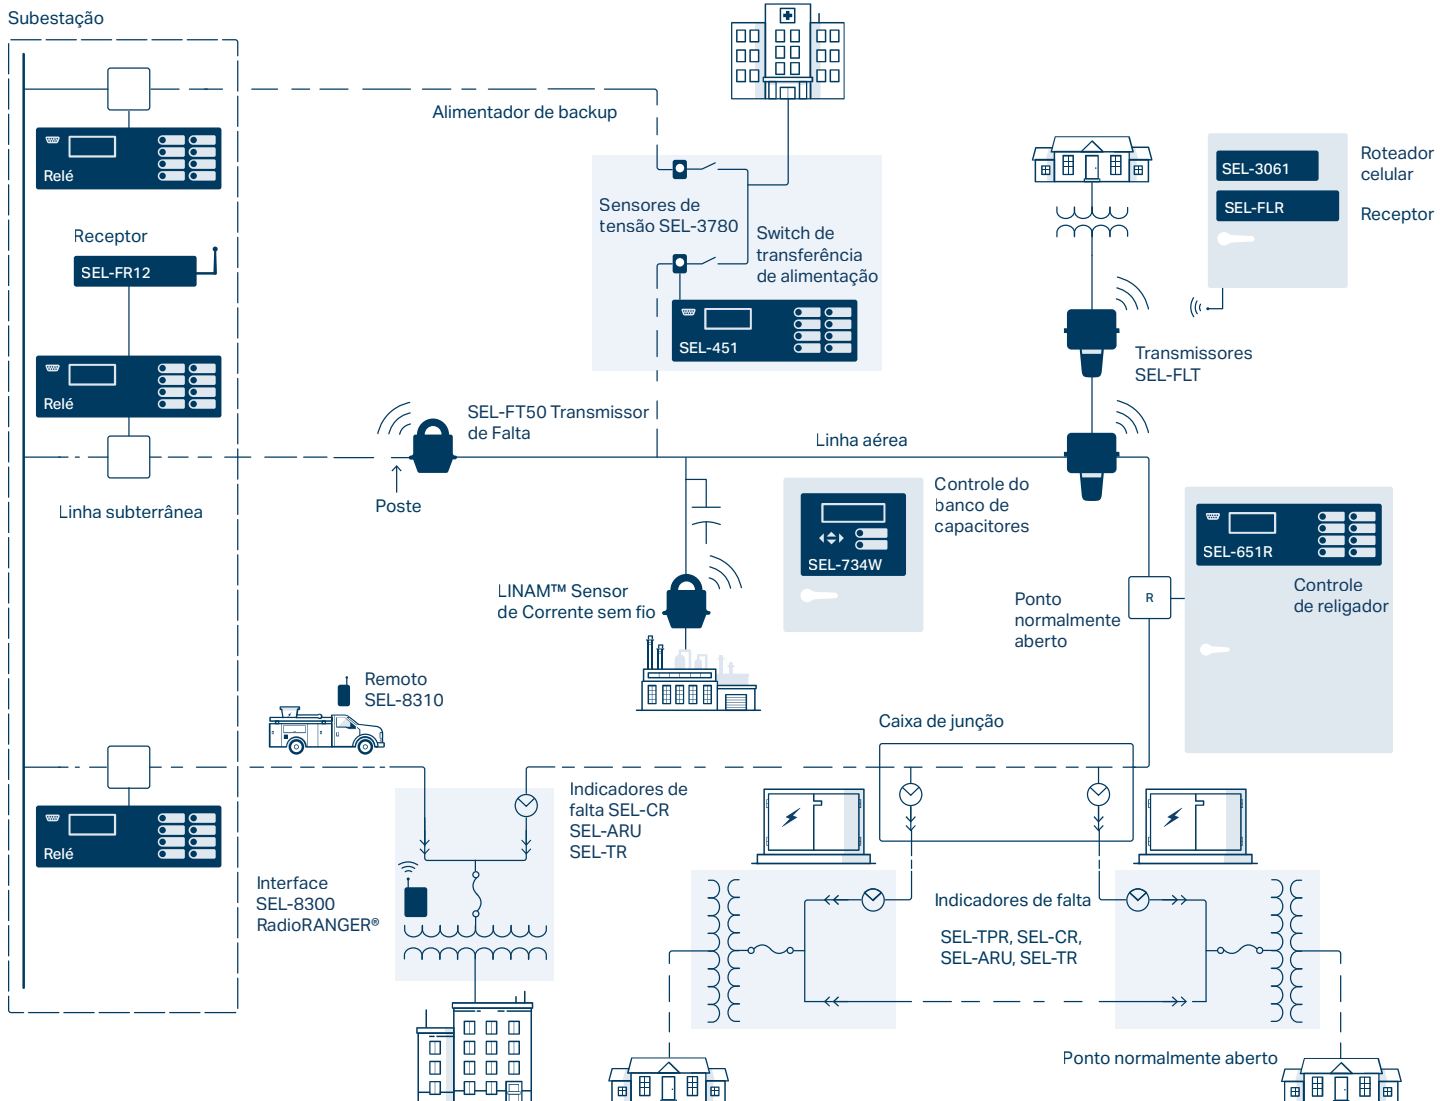 Subestação
Relé
Receptor
SEL-FR12
Relé
Linha subterrânea
Relé
Alimentador de backup
Sensores de
tensão SEL-3780
Switch de
transferência
de alimentação
SEL-451
SEL-3061
Roteador
celular
SEL-FLR
Receptor
Transmissores
SEL-FLT
SEL-FT50 Transmissor
de Falta
Poste
Linha aérea
Controle do
banco de
capacitores
SEL-734W
SEL-651R
Controle
de religador
R
Ponto
normalmente
aberto
LINAM™ Sensor
de Corrente sem fio
Remoto
SEL-8310
Caixa de junção
Indicadores de
falta SEL-CR
SEL-ARU
SEL-TR
Interface
SEL-8300
RadioRANGER®
Indicadores de falta
SEL-TPR, SEL-CR,
SEL-ARU, SEL-TR
Ponto normalmente aberto